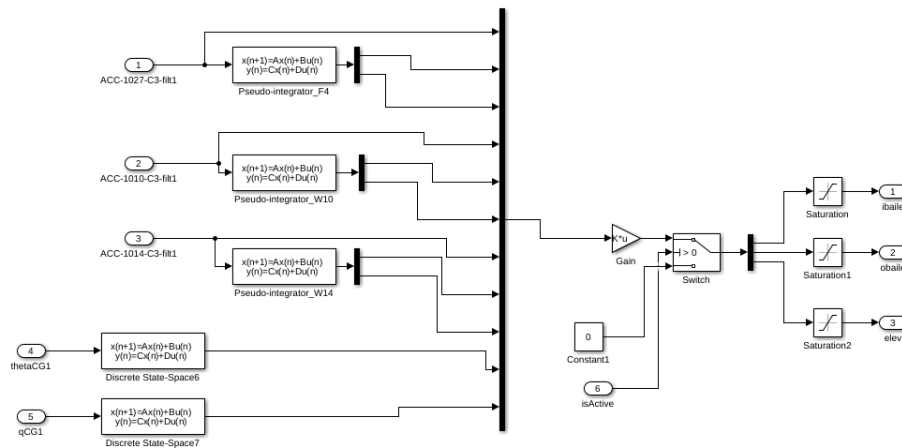 1
ACC-1027-C3-filt1
x(n+1)=Ax(n)+Bu(n)
y(n)=Cx(n)+Du(n)
Pseudo-integrator_F4
2
ACC-1010-C3-filt1
x(n+1)=Ax(n)+Bu(n)
y(n)=Cx(n)+Du(n)
Pseudo-integrator_W10
3
ACC-1014-C3-filt1
x(n+1)=Ax(n)+Bu(n)
y(n)=Cx(n)+Du(n)
Pseudo-integrator_W14
4
thetaCG1
x(n+1)=Ax(n)+Bu(n)
y(n)=Cx(n)+Du(n)
Discrete State-Space6
5
qCG1
x(n+1)=Ax(n)+Bu(n)
y(n)=Cx(n)+Du(n)
Discrete State-Space7
K*u
Gain
> 0
Switch
0
Constant1
6
isActive
Saturation
1
ibaile
Saturation1
2
obaile
Saturation2
3
elev